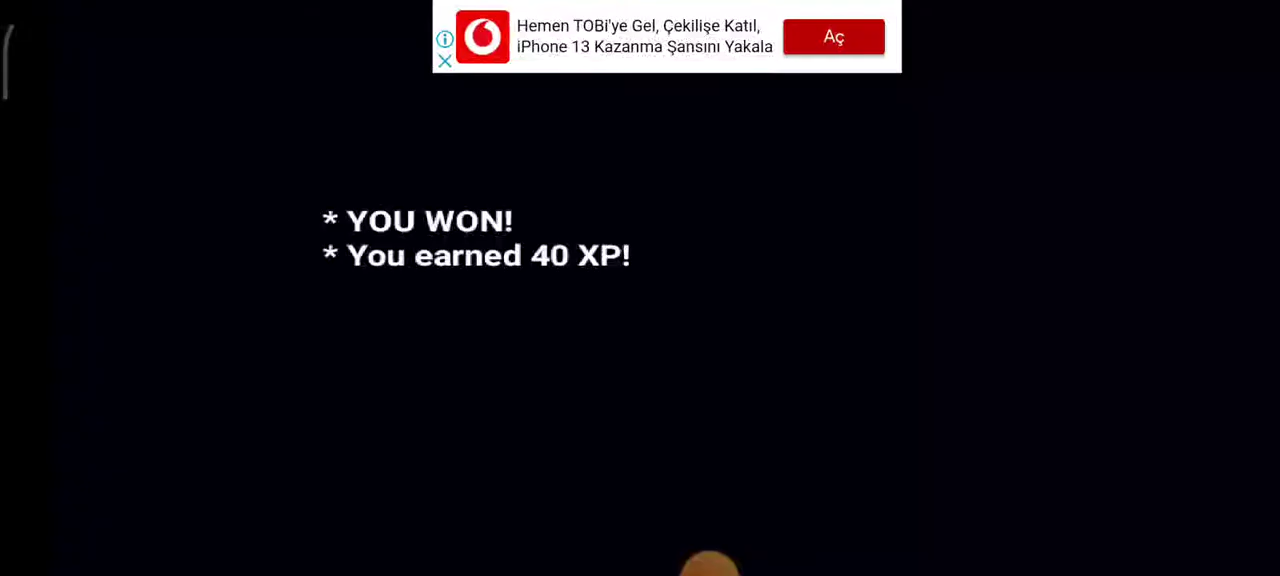 Hemen TOBi'ye Gel, Çekilişe Katıl,
iPhone 13 Kazanma Şansını Yakala
Aç
* YOU WON!
* You earned 40 XP!